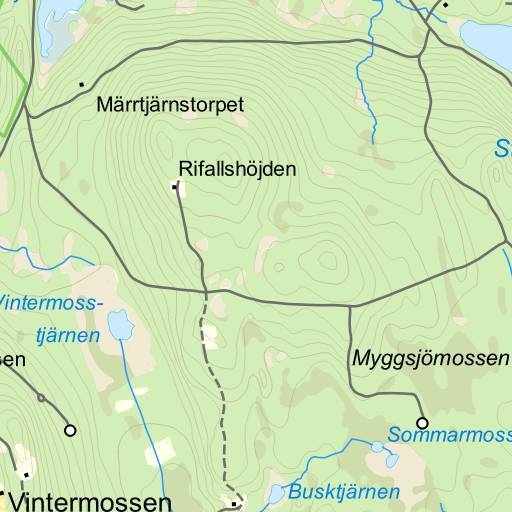 Märrtjärnstorpet
Rifallshöjden
Vintermoss-
tjärnen
Myggsjömossen
Sommarmoss
Busktjärnen
Vintermossen